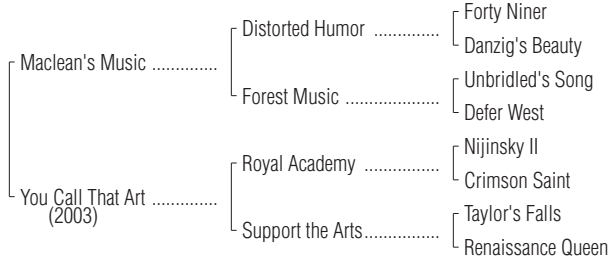 Forty Niner
Distorted Humor ..............
Danzig's Beauty
Maclean's Music ..............
Unbridled's Song
Forest Music ....................
Defer West
Nijinsky II
Royal Academy ................
Crimson Saint
You Call That Art ..............
(2003)
Taylor's Falls
Support the Arts................
Renaissance Queen